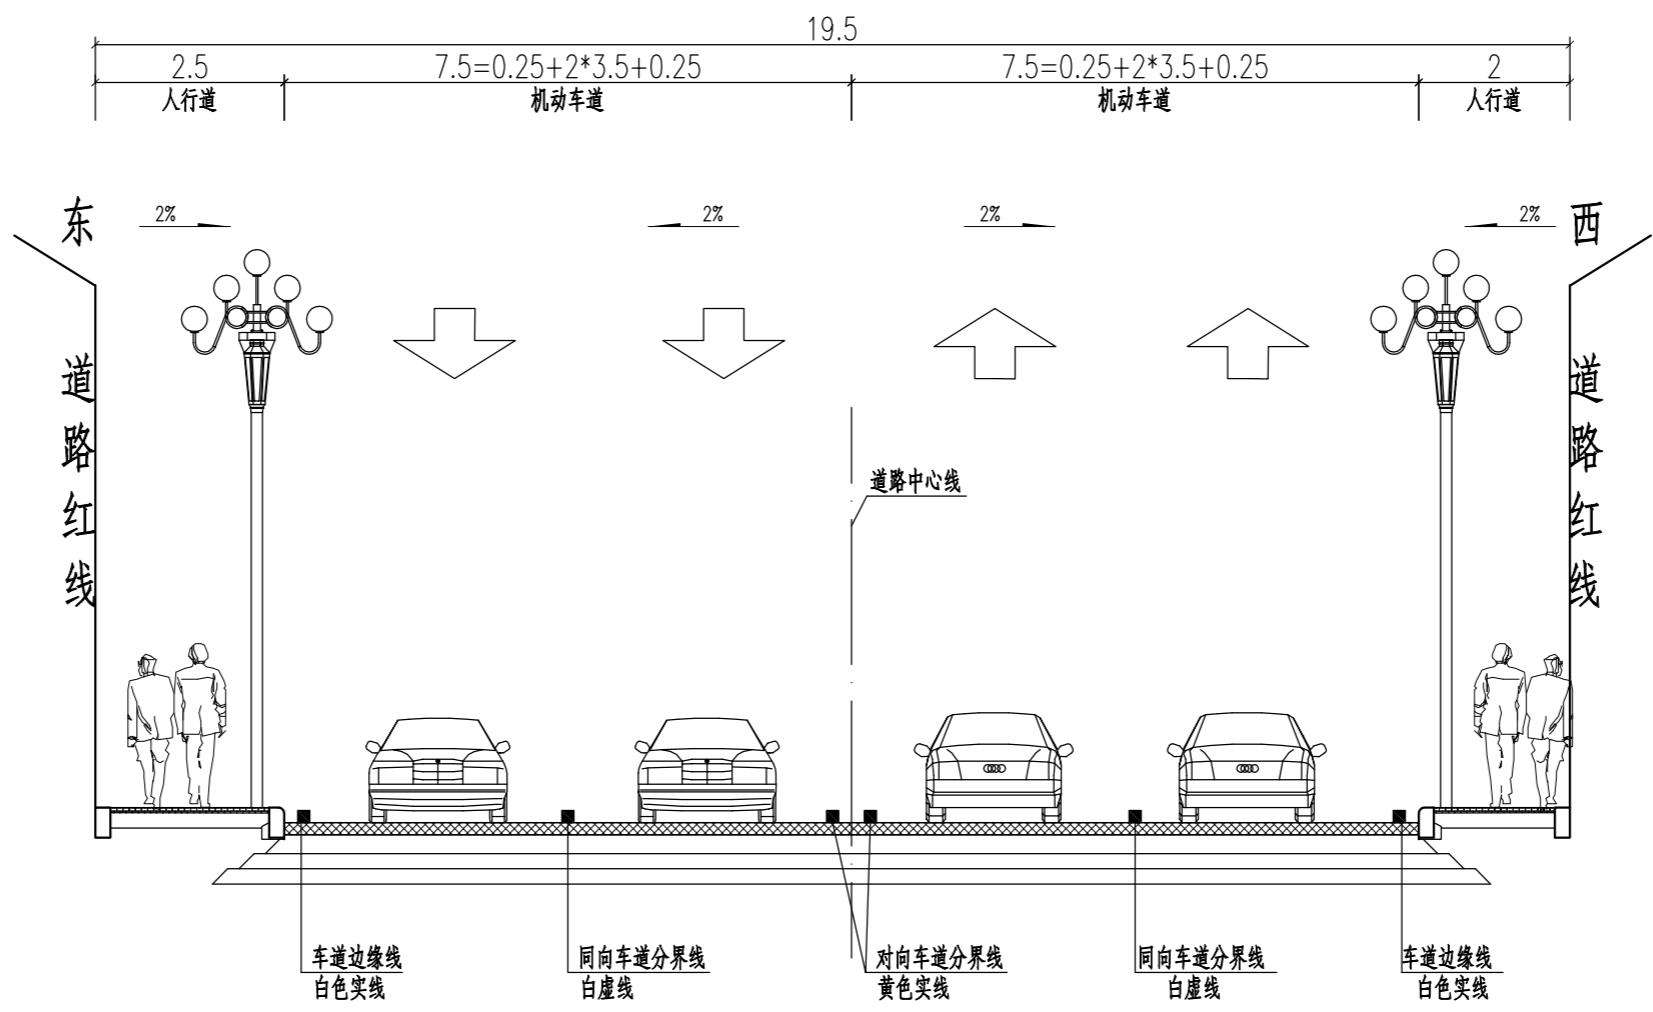 19.5
2.5
7.5=0.25+2*3.5+0.25
7.5=0.25+2*3.5+0.25
2
人行道
机动车道
机动车道
人行道
东
2%
2%
2%
2%
西
道路红线
道路红线
道路中心线
车道边缘线
白色实线
同向车道分界线
白虚线
对向车道分界线
黄色实线
同向车道分界线
白虚线
车道边缘线
白色实线